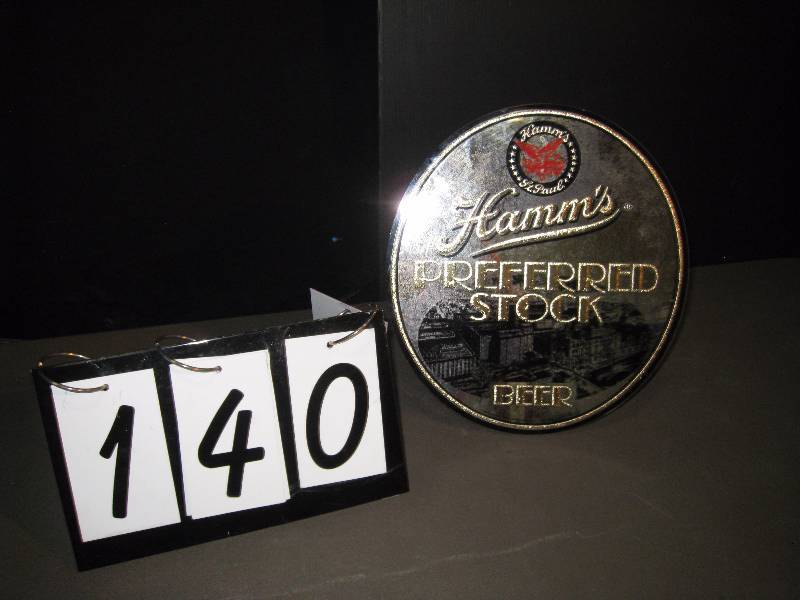 140
Hamm's
St. Paul
Hamm's®
PREFERRED
STOCK
BEER